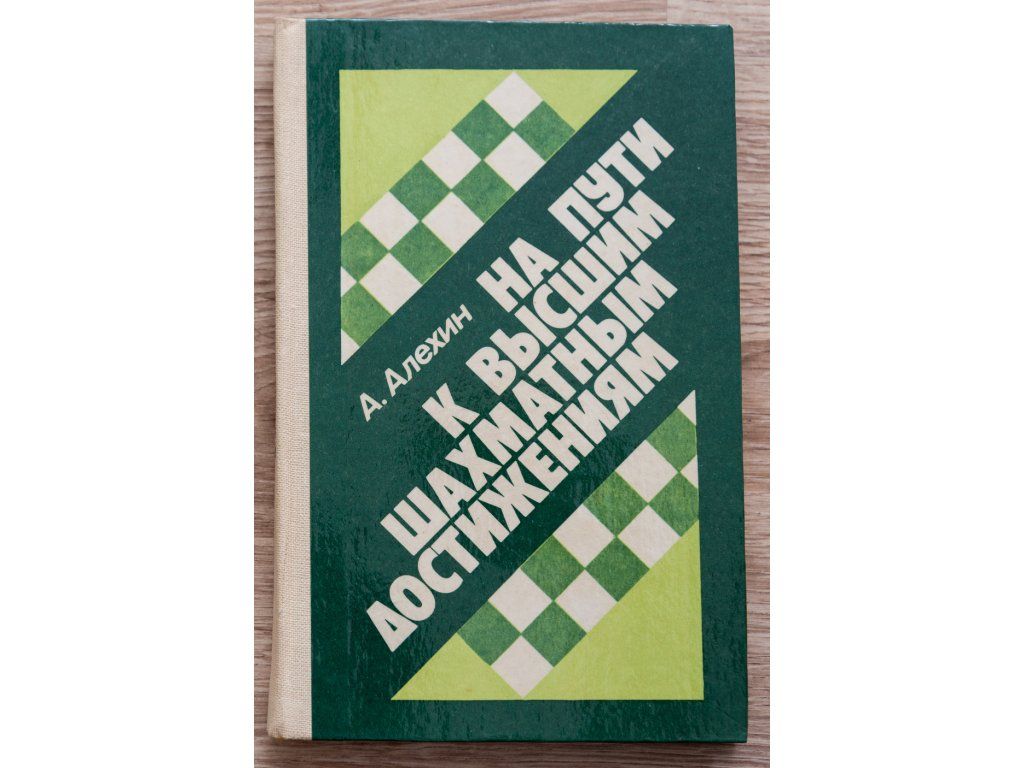 А. Алехин
НА ПУТИ
К ВЫСШИМ
ШАХМАТНЫМ
ДОСТИЖЕНИЯМ